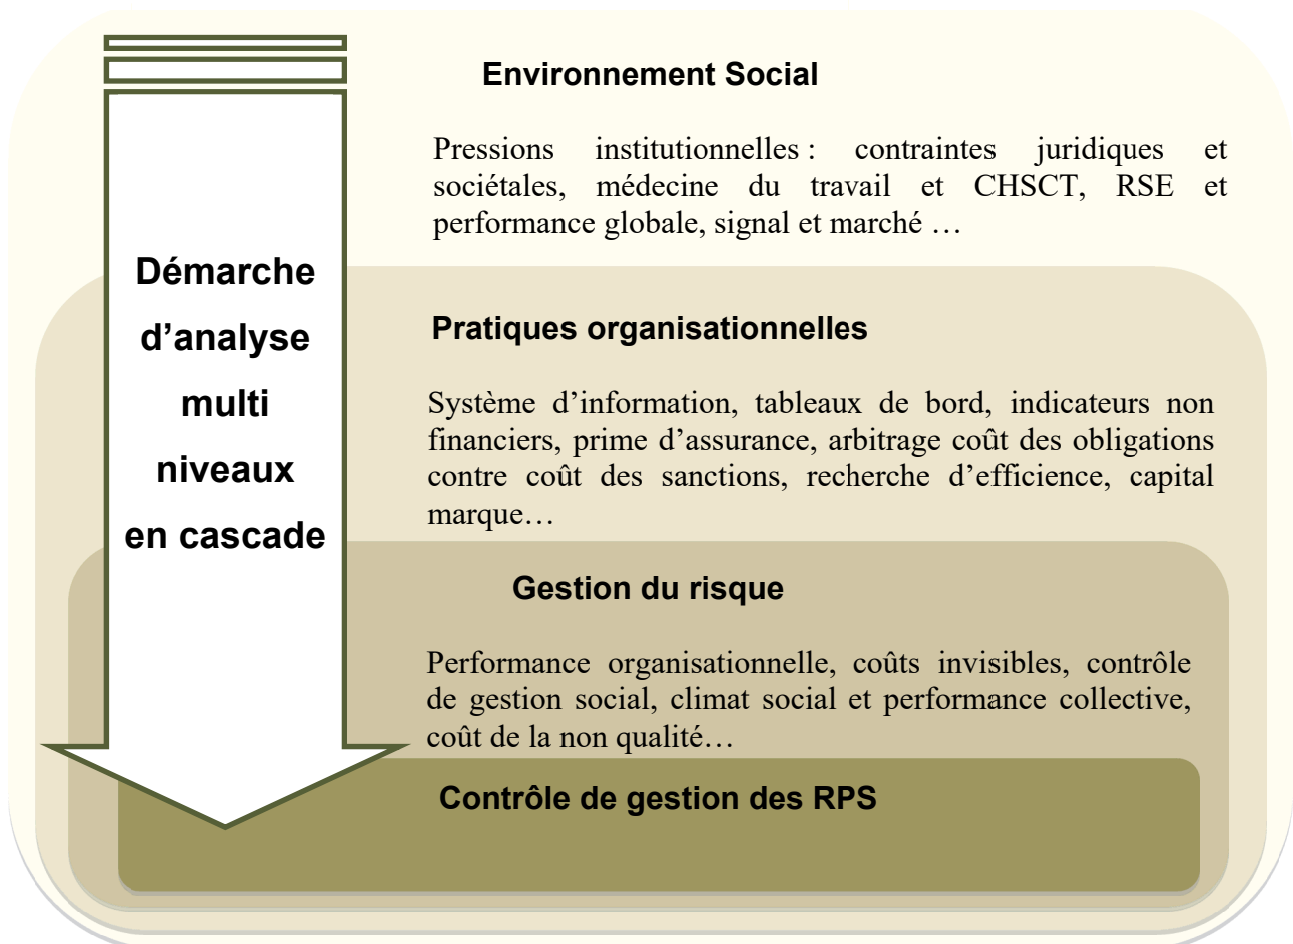 Environnement Social
Pressions institutionnelles : contraintes juridiques et
sociétales, médecine du travail et CHSCT, RSE et
performance globale, signal et marché …
Démarche
d’analyse
multi
niveaux
en cascade
Pratiques organisationnelles
Système d’information, tableaux de bord, indicateurs non
financiers, prime d’assurance, arbitrage coût des obligations
contre coût des sanctions, recherche d’efficience, capital
marque…
Gestion du risque
Performance organisationnelle, coûts invisibles, contrôle
de gestion social, climat social et performance collective,
coût de la non qualité…
Contrôle de gestion des RPS